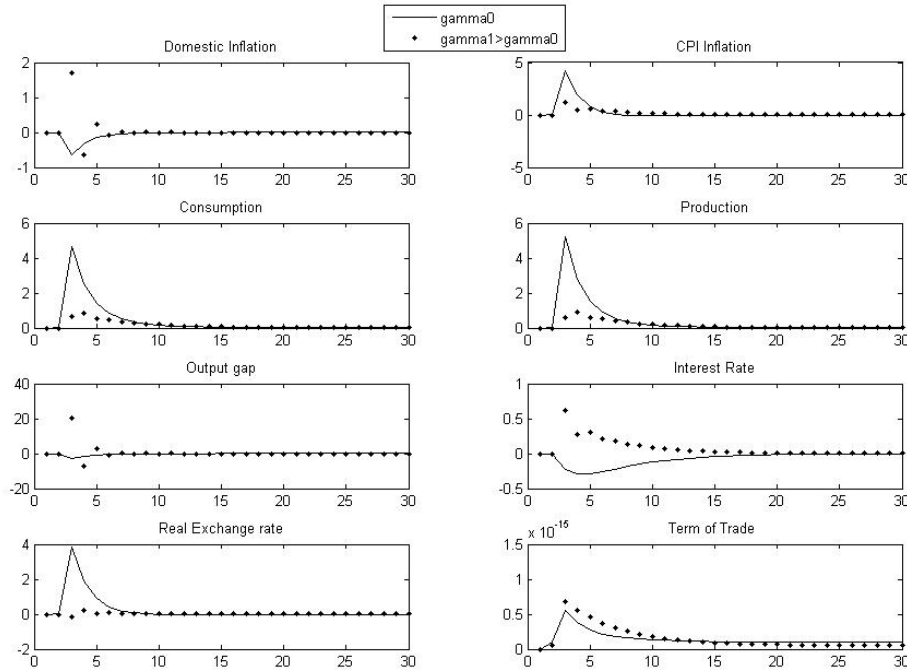 gamma0
gamma1>gamma0
Domestic Inflation
CPI Inflation
2
1
0
-1
0 5 10 15 20 25 30
5
0
-5
0 5 10 15 20 25 30
Consumption
Production
6
4
2
0
0 5 10 15 20 25 30
6
4
2
0
0 5 10 15 20 25 30
Output gap
Interest Rate
40
20
0
-20
0 5 10 15 20 25 30
1
0.5
0
-0.5
0 5 10 15 20 25 30
Real Exchange rate
Term of Trade
4
2
0
-2
0 5 10 15 20 25 30
x 10^-15
1.5
1
0.5
0
0 5 10 15 20 25 30